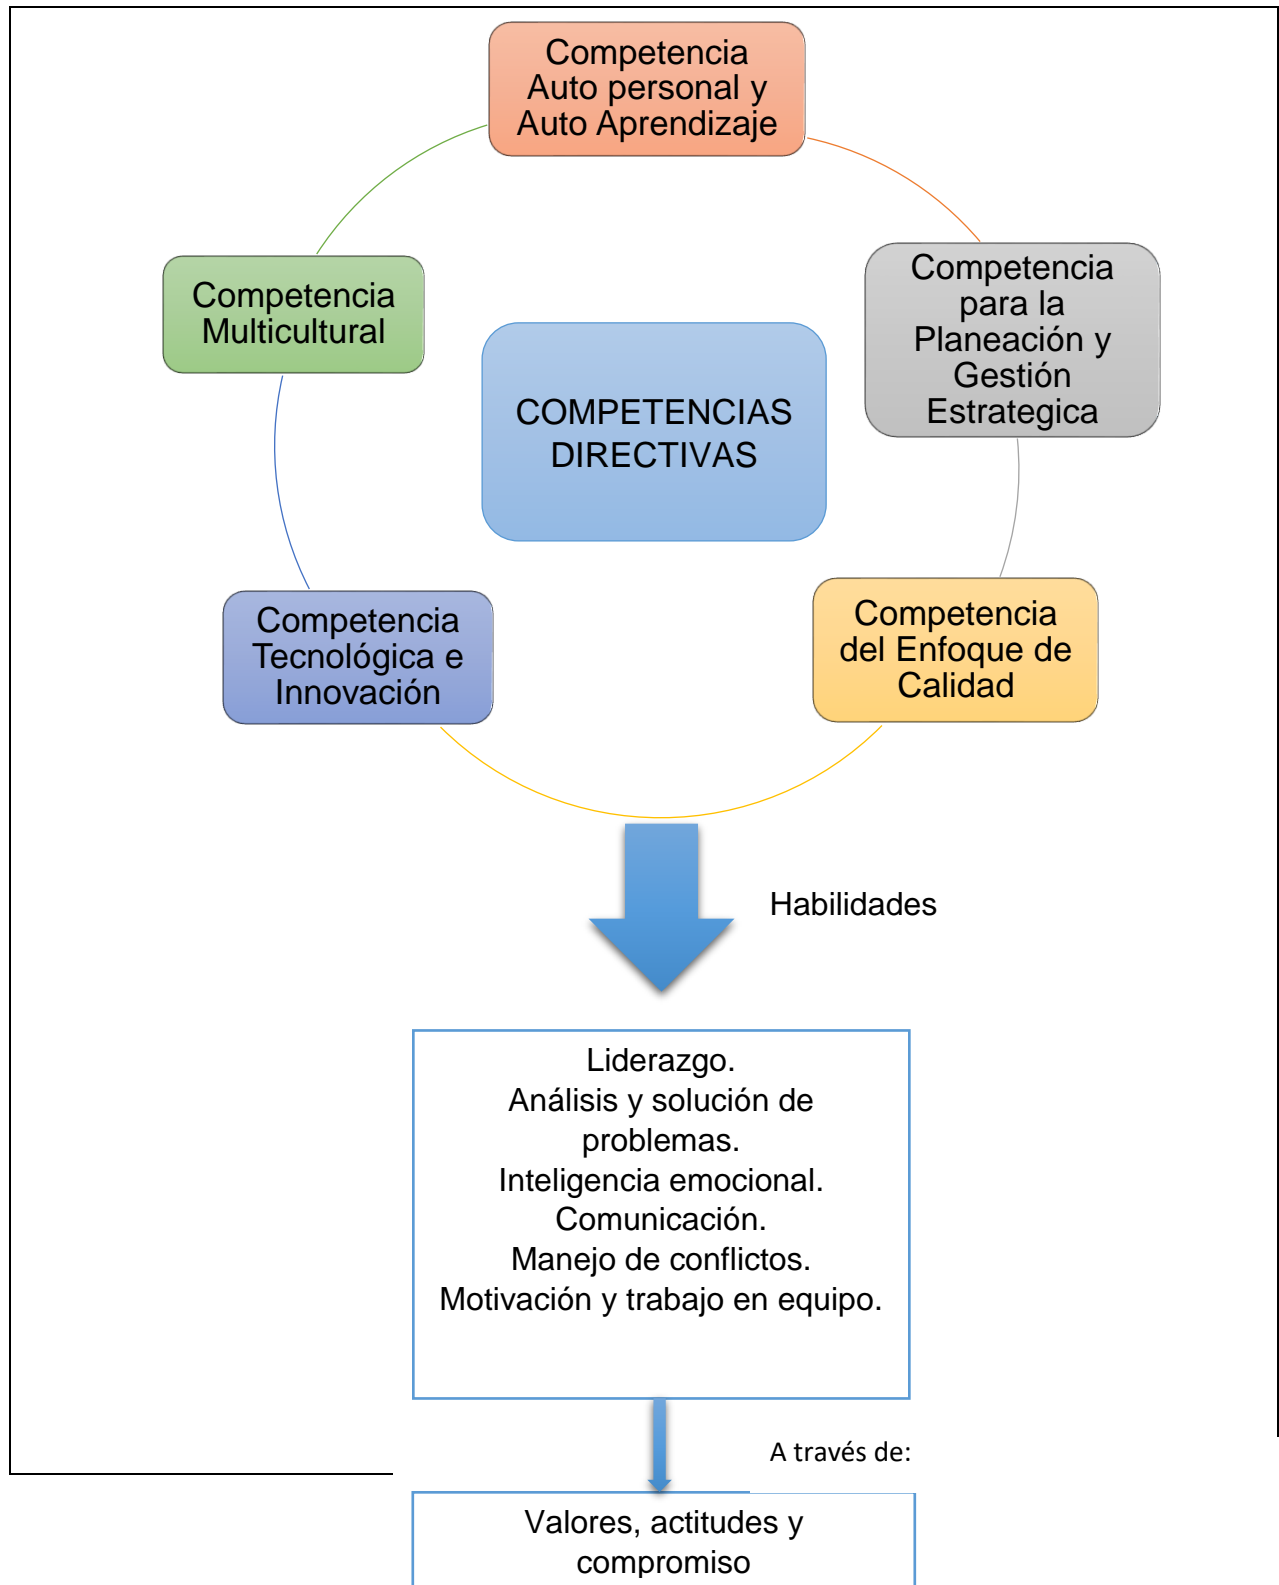 Competencia
Auto personal y
Auto Aprendizaje
Competencia
Multicultural
Competencia
para la
Planeación y
Gestión
Estrategica
COMPETENCIAS
DIRECTIVAS
Competencia
Tecnológica e
Innovación
Competencia
del Enfoque de
Calidad
Habilidades
Liderazgo.
Análisis y solución de
problemas.
Inteligencia emocional.
Comunicación.
Manejo de conflictos.
Motivación y trabajo en equipo.
A través de:
Valores, actitudes y
compromiso